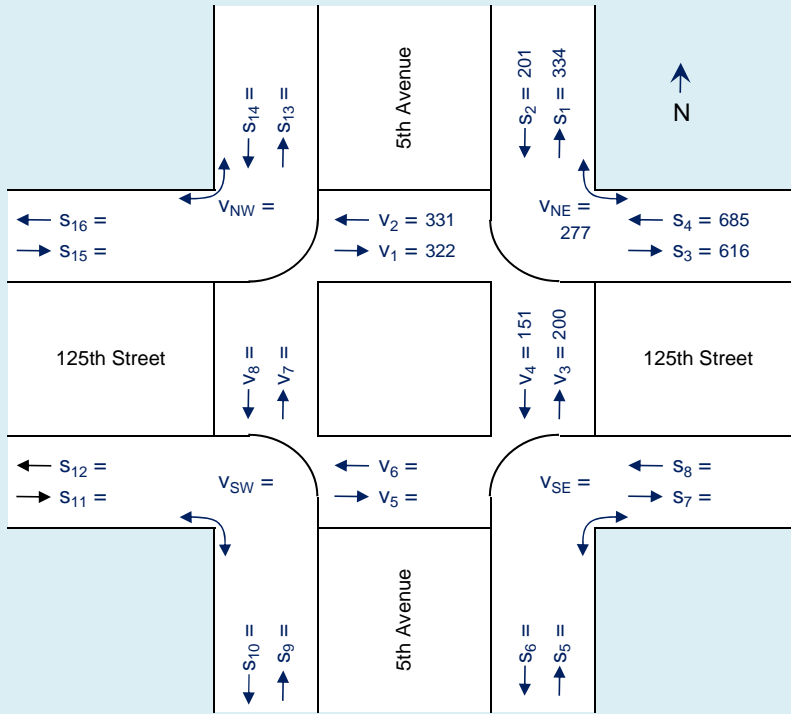 s14 =
s13 =
5th Avenue
s2 = 201
s1 = 334
N
vNW =
vNE =
277
s16 =
s15 =
v2 = 331
v1 = 322
s4 = 685
s3 = 616
125th Street
v8 =
v7 =
v4 = 151
v3 = 200
125th Street
s12 =
s11 =
vSW =
v6 =
v5 =
vSE =
s8 =
s7 =
s10 =
s9 =
5th Avenue
s6 =
s5 =